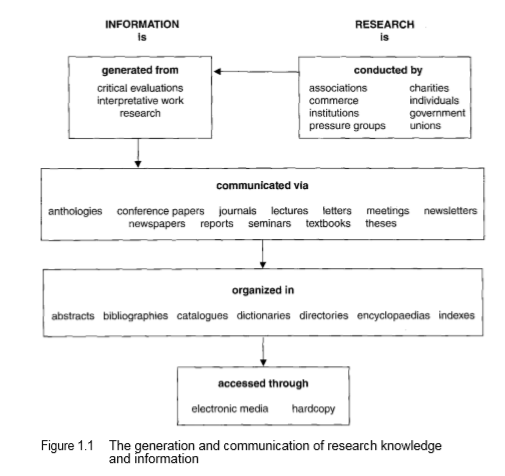 INFORMATION
is
RESEARCH
is
generated from
critical evaluations
interpretative work
research
conducted by
associations charities
commerce individuals
institutions government
pressure groups unions
communicated via
anthologies conference papers journals lectures letters meetings newsletters
newspapers reports seminars textbooks theses
organized in
abstracts bibliographies catalogues dictionaries directories encyclopaedias indexes
accessed through
electronic media hardcopy
Figure 1.1 The generation and communication of research knowledge
and information